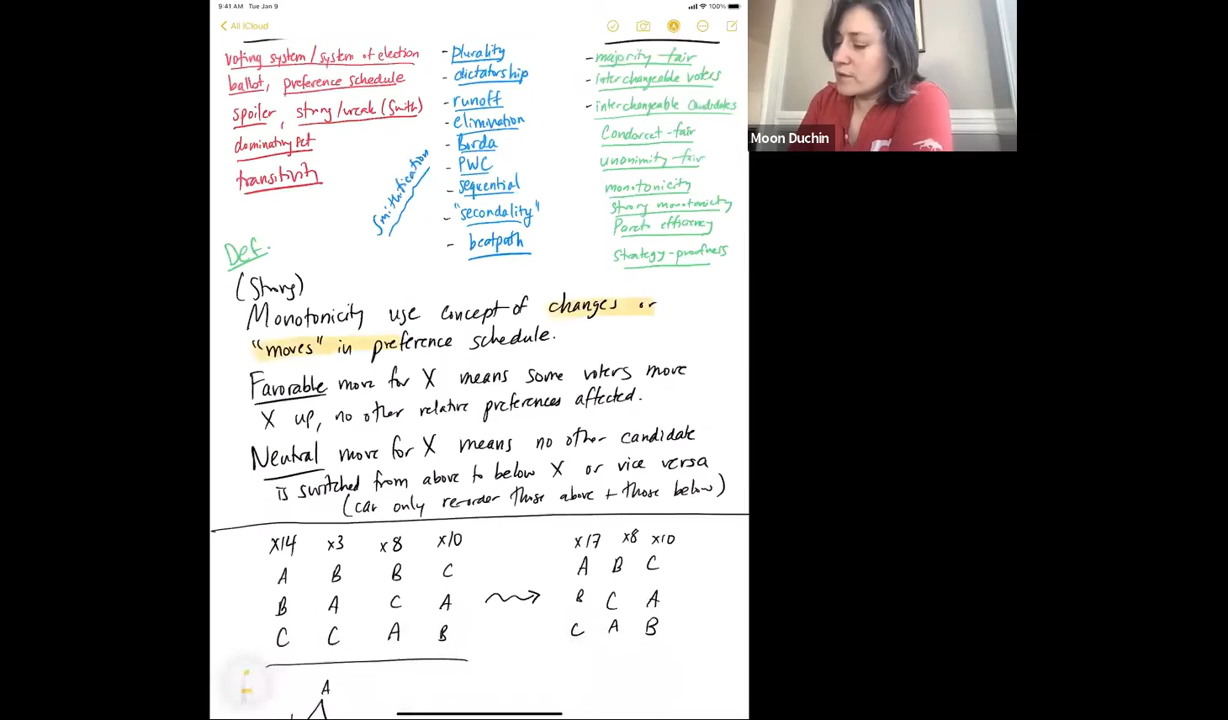 9:41 AM Tue Jan 9
100%
All iCloud
voting system / system of election
ballot, preference schedule
spoiler, strong/weak (Smith)
dominating set
transitivity
Smithification
- plurality
- dictatorship
- runoff
- elimination
- Borda
- PWC
- sequential
- "secondality"
- beatpath
- majority-fair
- interchangeable voters
- interchangeable candidates
Condorcet-fair
unanimity-fair
monotonicity
strong monotonicity
Pareto efficiency
strategy-proofness
Moon Duchin
Def.
(Strong)
Monotonicity use concept of changes or
"moves" in preference schedule.
Favorable move for X means some voters move
X up, no other relative preferences affected.
Neutral move for X means no other candidate
is switched from above to below X or vice versa
(can only re-order those above + those below)
x14 x3 x8 x10
A B B C
B A C A
C C A B
x17 x8 x10
A B C
B C A
C A B
A